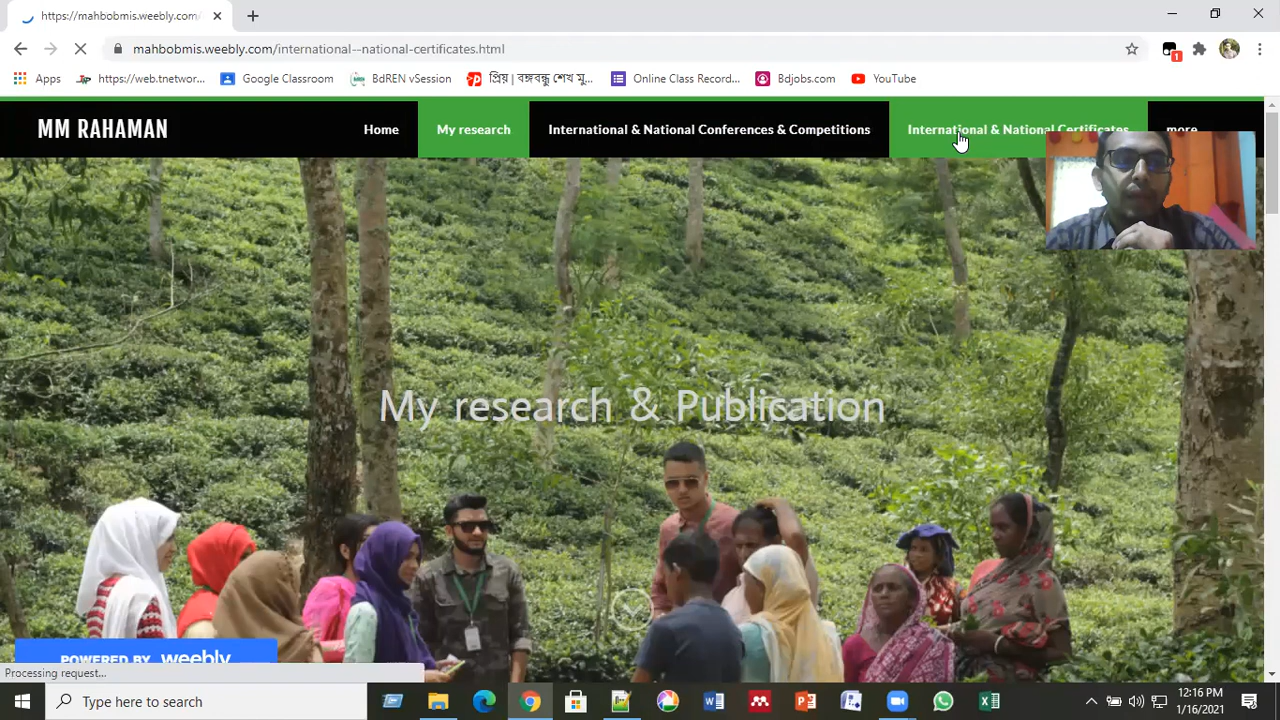 https://mahbobmis.weebly.com/
mahbobmis.weebly.com/international--national-certificates.html
1
Apps
https://web.tnetwor...
Google Classroom
BdREN vSession
প্রিয় | বঙ্গবন্ধু শেখ মু...
Online Class Record...
Bdjobs.com
YouTube
MM RAHAMAN
Home
My research
International & National Conferences & Competitions
International & National Certificates
more
My research & Publication
POWERED BY weebly
Processing request...
Type here to search
12:16 PM
1/16/2021